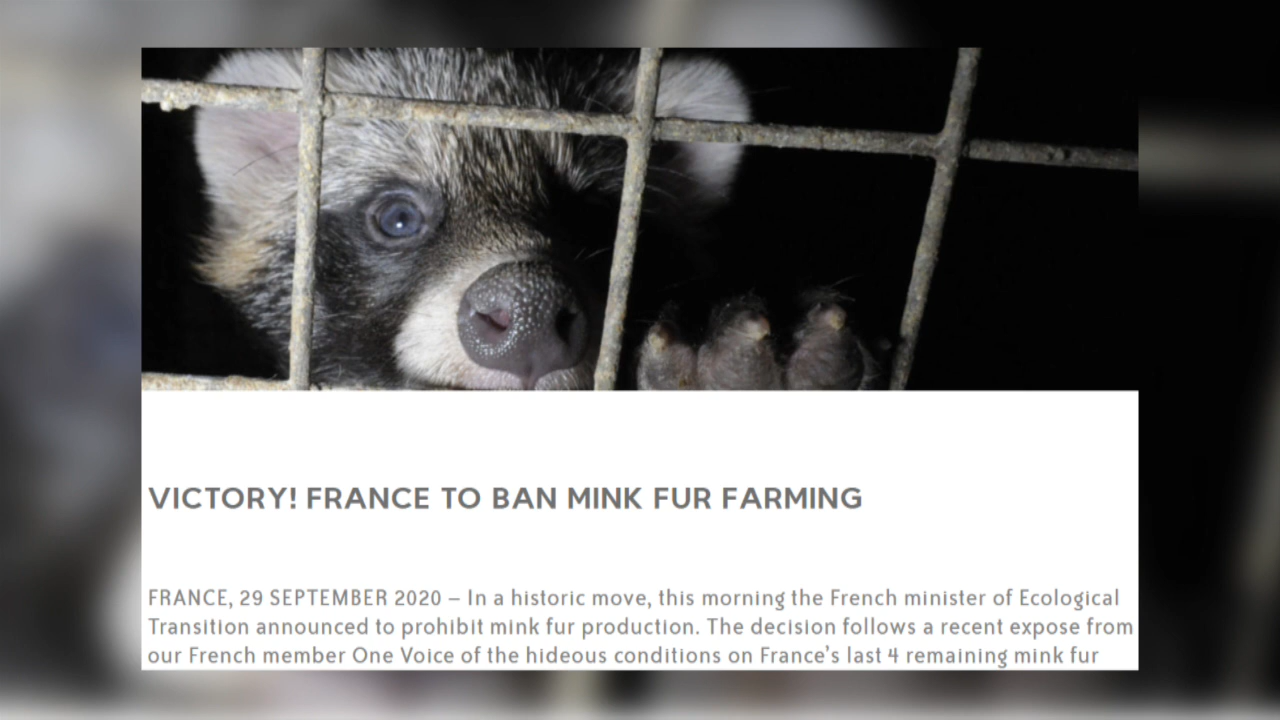 VICTORY! FRANCE TO BAN MINK FUR FARMING
FRANCE, 29 SEPTEMBER 2020 – In a historic move, this morning the French minister of Ecological
Transition announced to prohibit mink fur production. The decision follows a recent expose from
our French member One Voice of the hideous conditions on France's last 4 remaining mink fur